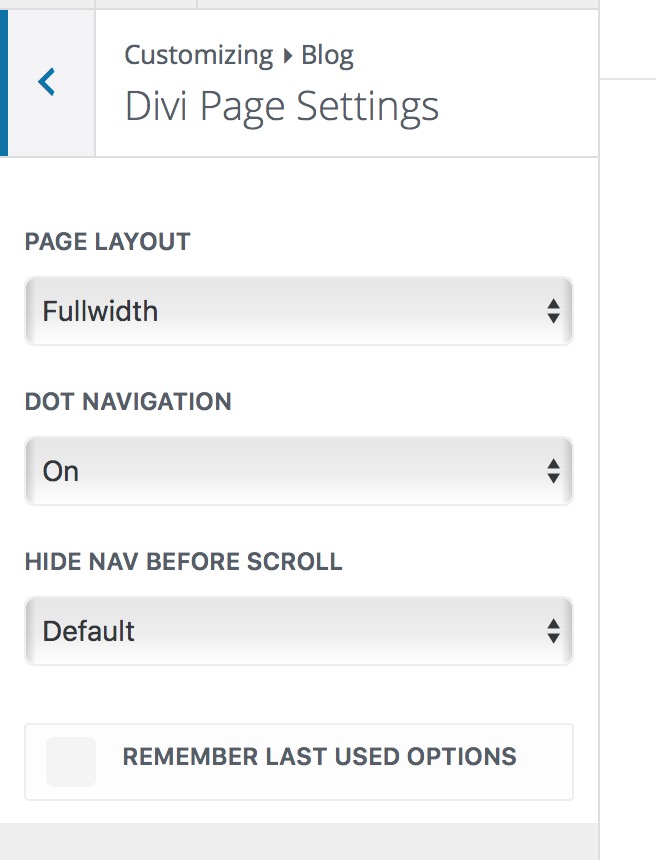 Customizing ▸ Blog
Divi Page Settings
PAGE LAYOUT
Fullwidth
DOT NAVIGATION
On
HIDE NAV BEFORE SCROLL
Default
REMEMBER LAST USED OPTIONS